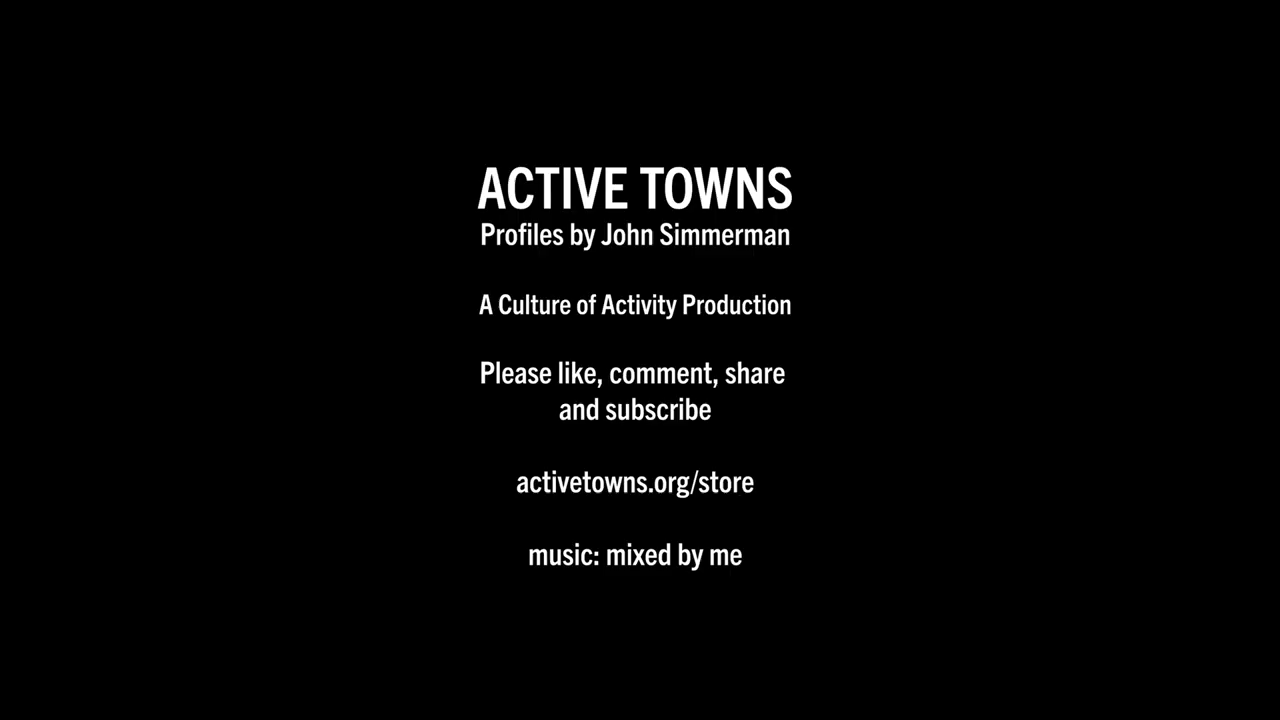 ACTIVE TOWNS
Profiles by John Simmerman
A Culture of Activity Production
Please like, comment, share
and subscribe
activetowns.org/store
music: mixed by me